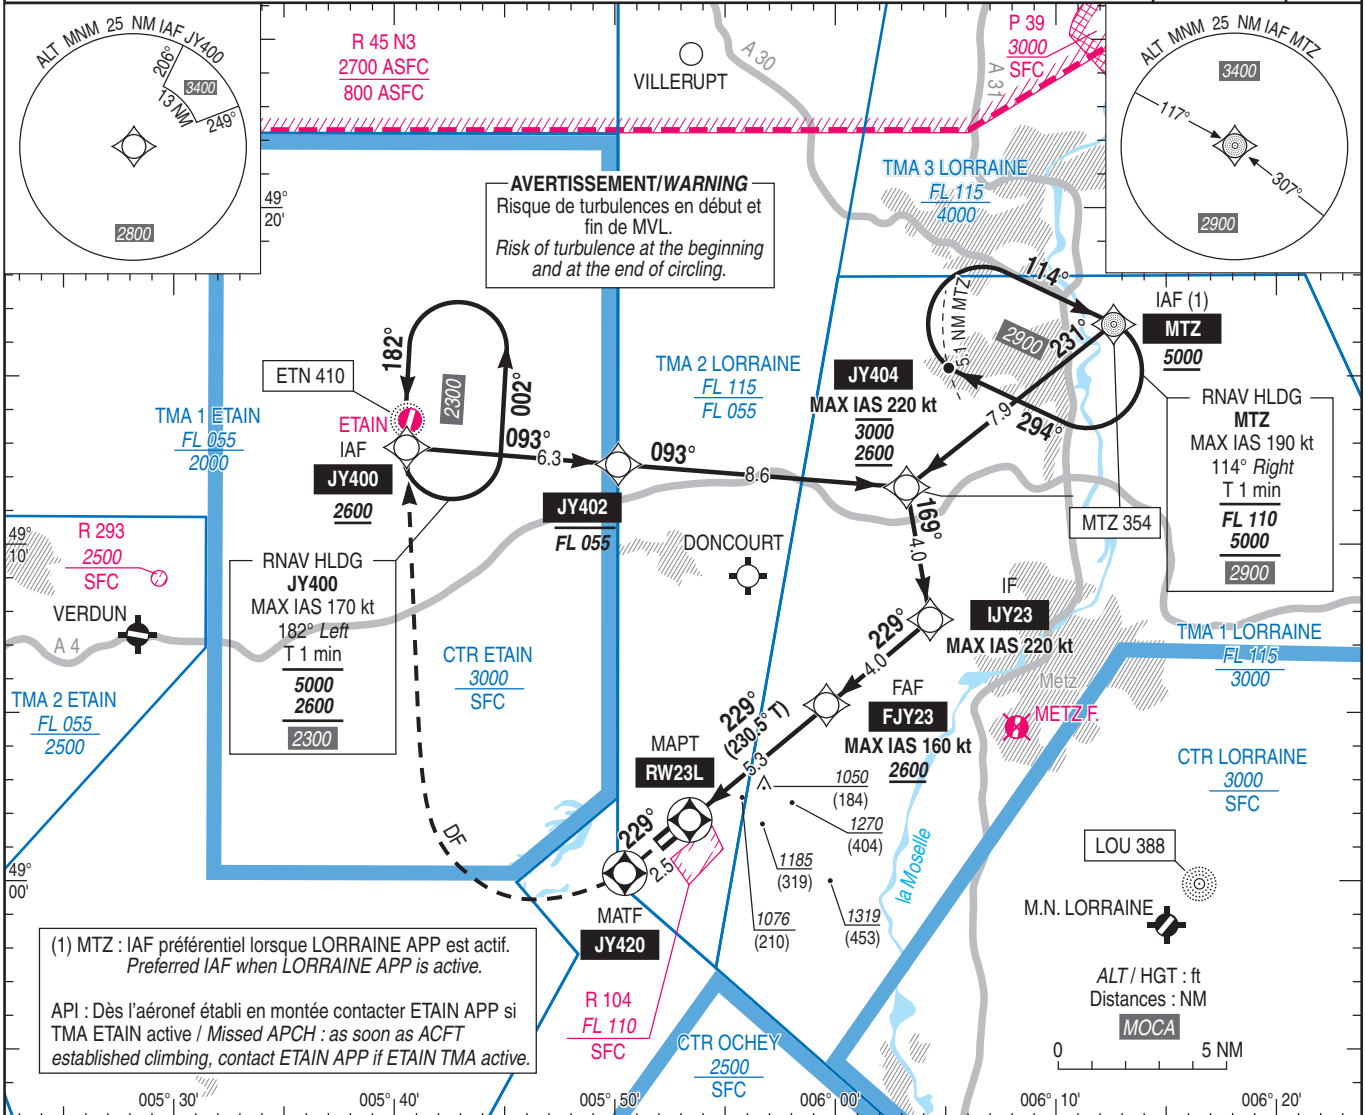 ALT MNM 25 NM IAF JY400
206°
3400
13 NM
249°
2800
R 45 N3
2700 ASFC
800 ASFC
VILLERUPT
A 30
A 31
P 39
3000
SFC
ALT MNM 25 NM IAF MTZ
3400
117°
307°
2900
49°
20'
AVERTISSEMENT/WARNING
Risque de turbulences en début et
fin de MVL.
Risk of turbulence at the beginning
and at the end of circling.
TMA 3 LORRAINE
FL 115
4000
114°
5.1 NM MTZ
2900
231°
294°
7.9
IAF (1)
MTZ
5000
182°
002°
2300
ETN 410
ETAIN
IAF
JY400
2600
TMA 1 ETAIN
FL 055
2000
TMA 2 LORRAINE
FL 115
FL 055
JY404
MAX IAS 220 kt
3000
2600
RNAV HLDG
MTZ
MAX IAS 190 kt
114° Right
T 1 min
FL 110
5000
2900
093°
6.3
093°
8.6
JY402
FL 055
MTZ 354
169°
4.0
49°
10'
R 293
2500
SFC
VERDUN
A 4
RNAV HLDG
JY400
MAX IAS 170 kt
182° Left
T 1 min
5000
2600
2300
DONCOURT
IF
IJY23
MAX IAS 220 kt
229°
4.0
CTR ETAIN
3000
SFC
TMA 1 LORRAINE
FL 115
3000
Metz
METZ F.
TMA 2 ETAIN
FL 055
2500
FAF
FJY23
MAX IAS 160 kt
2600
229°
(230.5° T)
5.3
MAPT
RW23L
CTR LORRAINE
3000
SFC
1050
(184)
1270
(404)
1185
(319)
1076
(210)
1319
(453)
229°
2.5
DF
MATF
JY420
la Moselle
LOU 388
M.N. LORRAINE
49°
00'
(1) MTZ : IAF préférentiel lorsque LORRAINE APP est actif.
Preferred IAF when LORRAINE APP is active.
API : Dès l'aéronef établi en montée contacter ETAIN APP si
TMA ETAIN active / Missed APCH : as soon as ACFT
established climbing, contact ETAIN APP if ETAIN TMA active.
R 104
FL 110
SFC
CTR OCHEY
2500
SFC
ALT / HGT : ft
Distances : NM
MOCA
0 5 NM
005° 30' 005° 40' 005° 50' 006° 00' 006° 10' 006° 20'